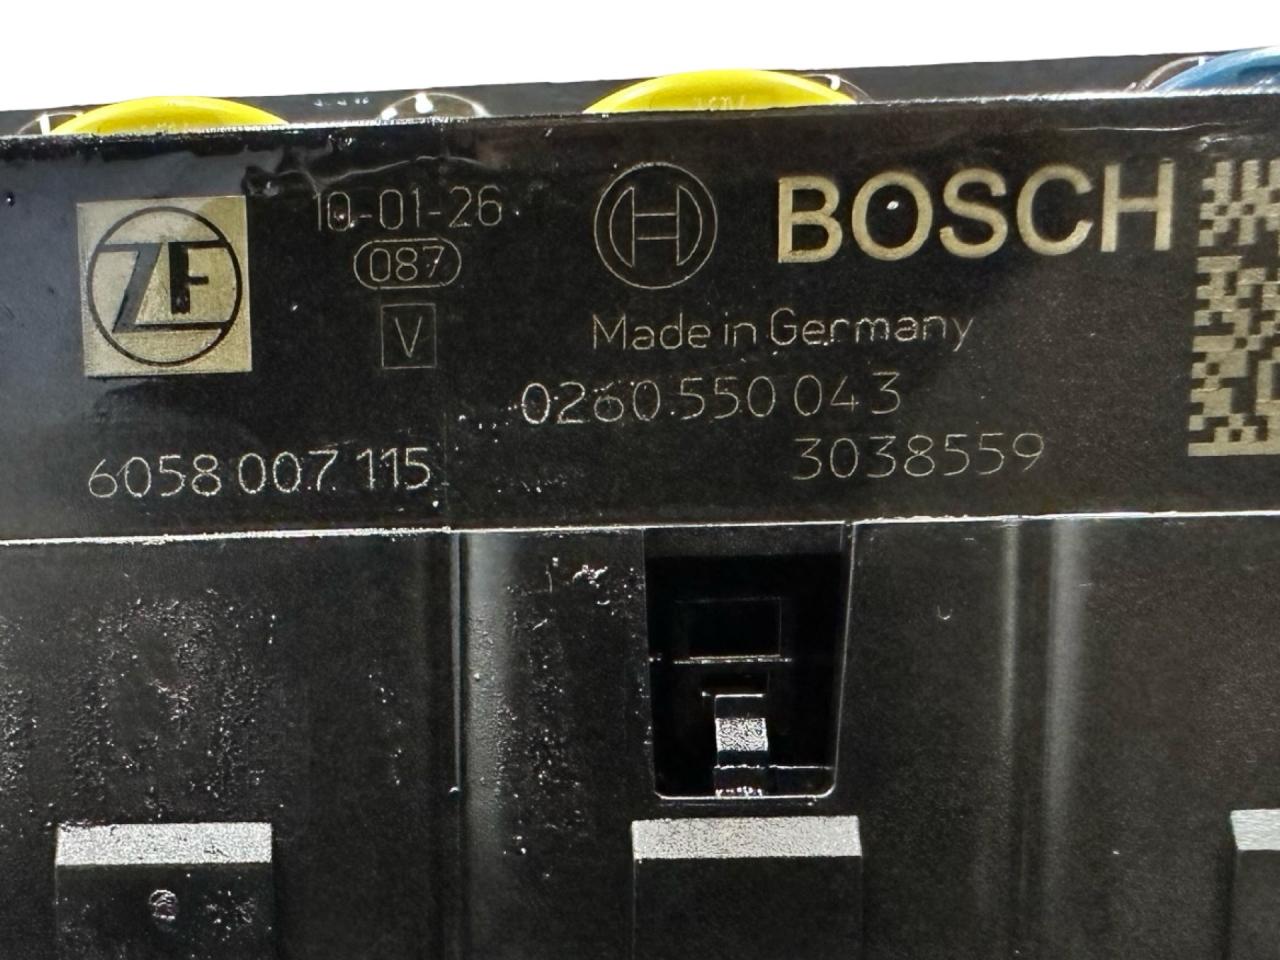 ZF
10-01-26
087
V
BOSCH
Made in Germany
0260 550 043
6058 007 115
3038559